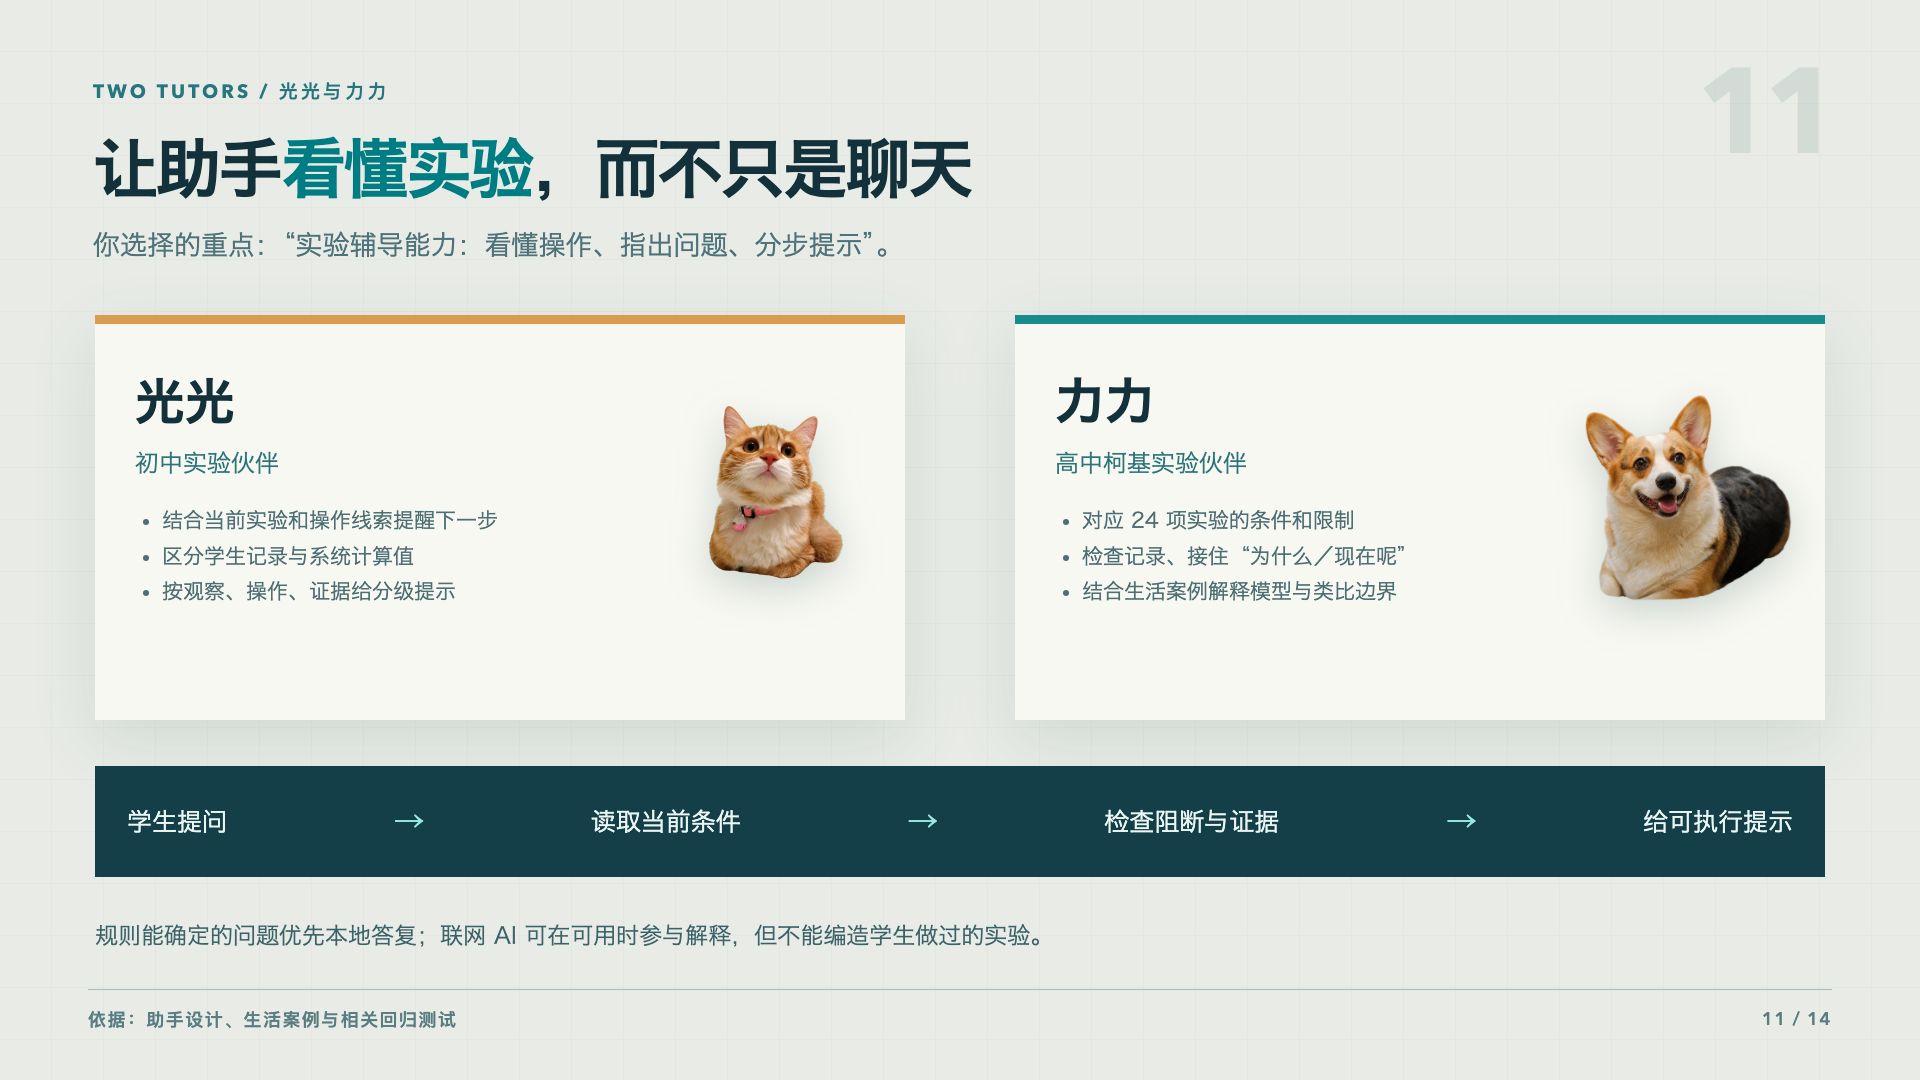 TWO TUTORS / 光光与力力
11
让助手看懂实验，而不只是聊天
你选择的重点：“实验辅导能力：看懂操作、指出问题、分步提示”。
光光
初中实验伙伴
• 结合当前实验和操作线索提醒下一步
• 区分学生记录与系统计算值
• 按观察、操作、证据给分级提示
力力
高中柯基实验伙伴
• 对应 24 项实验的条件和限制
• 检查记录、接住“为什么／现在呢”
• 结合生活案例解释模型与类比边界
学生提问 → 读取当前条件 → 检查阻断与证据 → 给可执行提示
规则能确定的问题优先本地答复；联网 AI 可在可用时参与解释，但不能编造学生做过的实验。
依据：助手设计、生活案例与相关回归测试
11 / 14